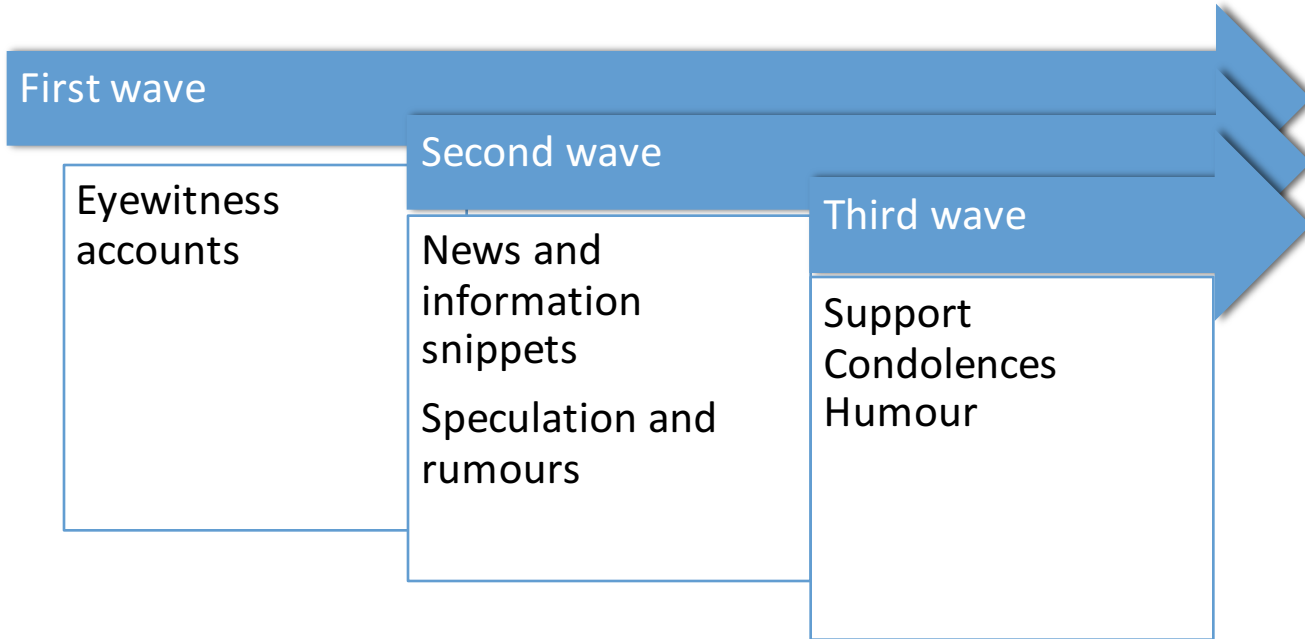 First wave
Eyewitness
accounts
Second wave
News and
information
snippets
Speculation and
rumours
Third wave
Support
Condolences
Humour